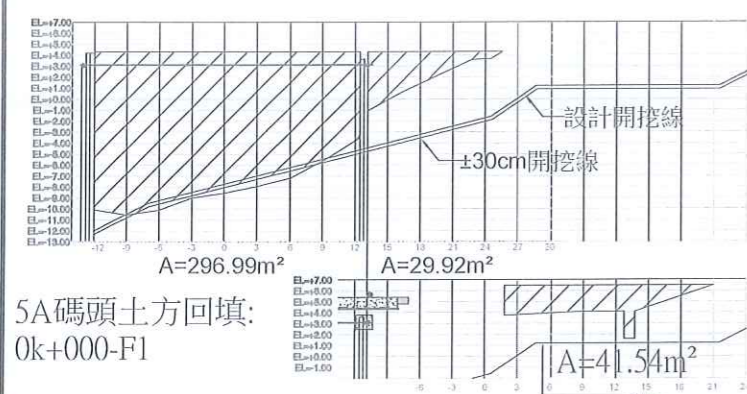 EL=+7.00
EL=+6.00
EL=+5.00
EL=+4.00
EL=+3.00
EL=+2.00
EL=+1.00
EL=+0.00
EL=-1.00
EL=-2.00
EL=-3.00
EL=-4.00
EL=-5.00
EL=-6.00
EL=-7.00
EL=-8.00
EL=-9.00
EL=-10.00
EL=-11.00
EL=-12.00
EL=-13.00
設計開挖線
±30cm開挖線
-12 -9 -6 -3 0 3 6 9 12 15 18 21 24 27 30
A=296.99m²
A=29.92m²
5A碼頭土方回填:
0k+000-F1
EL=+7.00
EL=+6.00
EL=+5.00
EL=+4.00
EL=+3.00
EL=+2.00
EL=+1.00
EL=+0.00
EL=-1.00
A=41.54m²
-6 -3 0 3 6 9 12 15 18 21